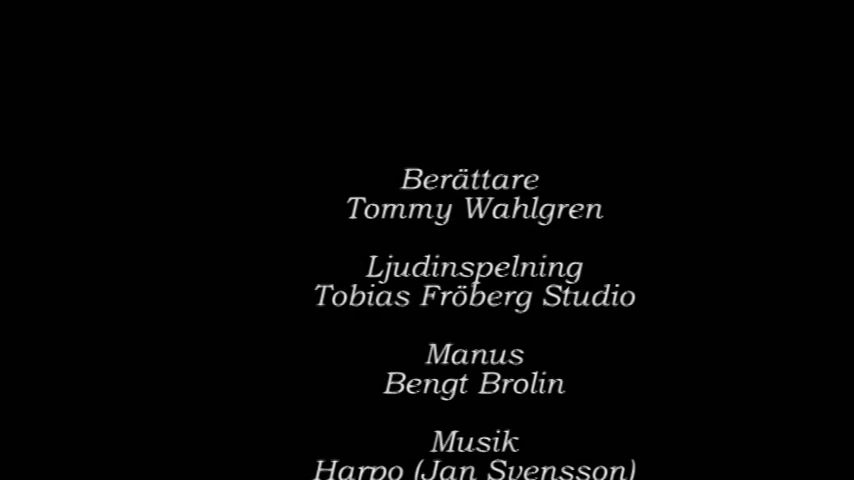 Berättare
Tommy Wahlgren
Ljudinspelning
Tobias Fröberg Studio
Manus
Bengt Brolin
Musik
Harpo (Jan Svensson)